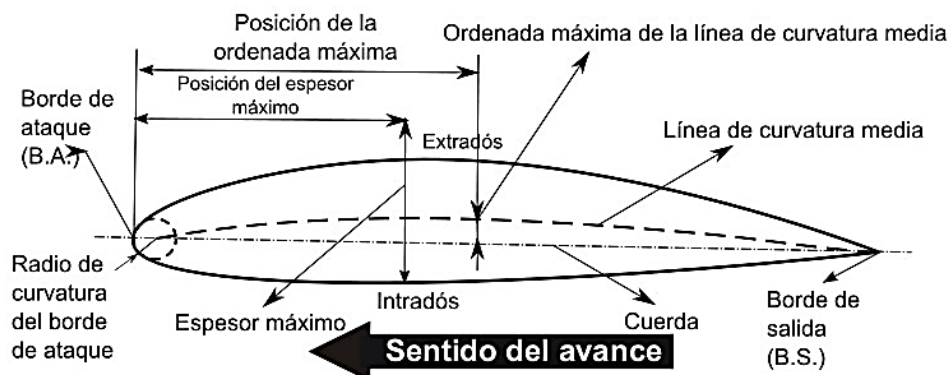 Posición de la
ordenada máxima
Ordenada máxima de la línea de curvatura media
Posición del espesor
máximo
Borde de
ataque
(B.A.)
Extradós
Línea de curvatura media
Radio de
curvatura
del borde
de ataque
Espesor máximo
Intradós
Cuerda
Borde de
salida
(B.S.)
Sentido del avance